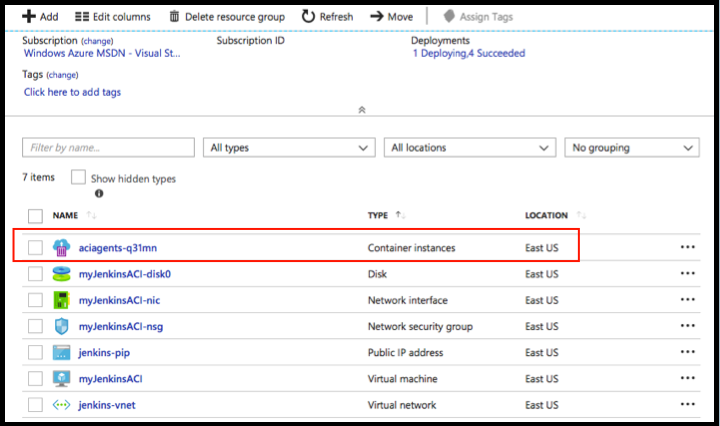 Add Edit columns Delete resource group Refresh Move Assign Tags
Subscription (change) Subscription ID Deployments
Windows Azure MSDN - Visual St... 1 Deploying,4 Succeeded
Tags (change)
Click here to add tags
Filter by name... All types All locations No grouping
7 items Show hidden types
NAME TYPE LOCATION
aciagents-q31mn Container instances East US
myJenkinsACI-disk0 Disk East US
myJenkinsACI-nic Network interface East US
myJenkinsACI-nsg Network security group East US
jenkins-pip Public IP address East US
myJenkinsACI Virtual machine East US
jenkins-vnet Virtual network East US